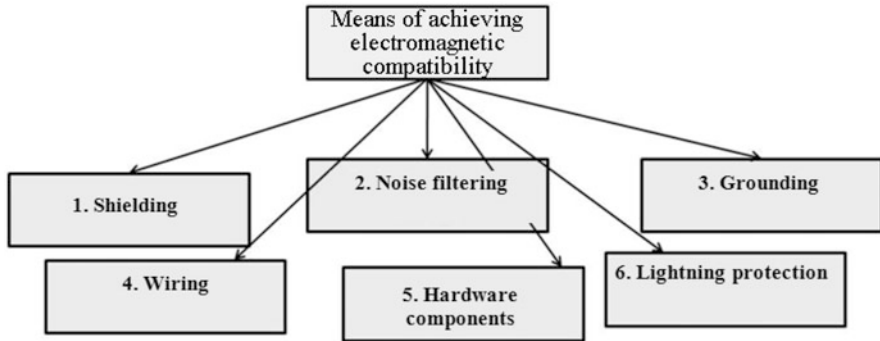 Means of achieving
electromagnetic
compatibility
1. Shielding
2. Noise filtering
3. Grounding
4. Wiring
5. Hardware
components
6. Lightning protection